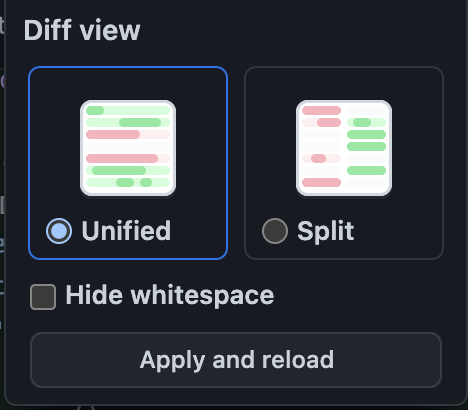 Diff view
Unified
Split
Hide whitespace
Apply and reload